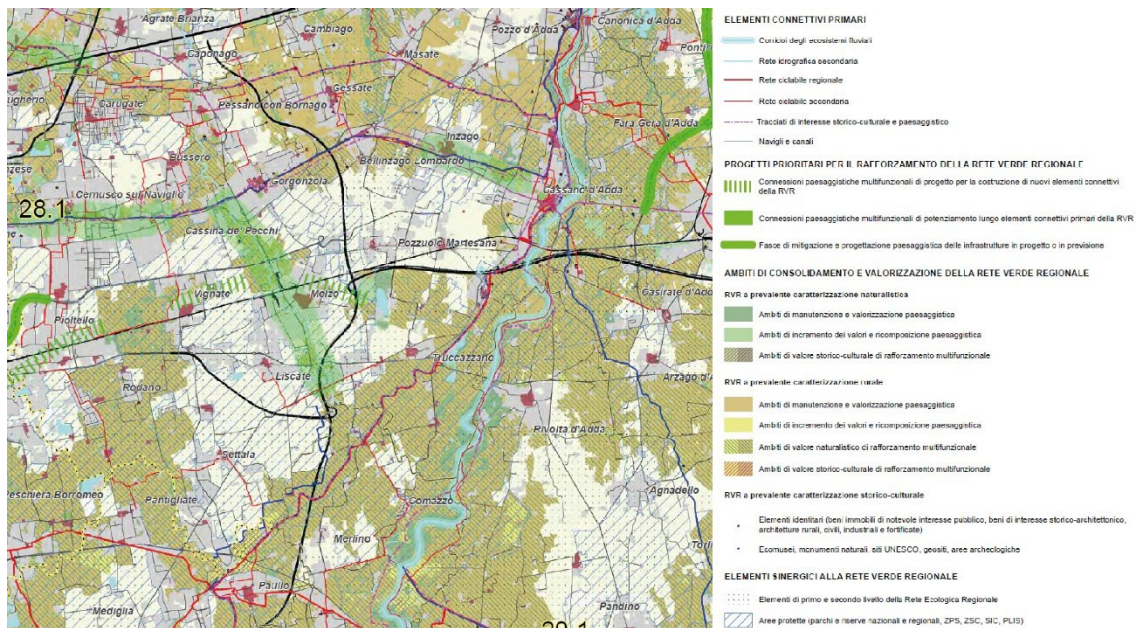 Agrate Brianza
Cambiago
Pozzo d'Adda
Canonica d'Adda
Caponago
Masate
Pontir
Gessate
ugherio
Carugate
Pessano con Bornago
Fara Gera d'Adda
Inzago
Bussero
Bellinzago Lombardo
nzese
Gorgonzola
Cernusco sul Naviglio
Cassano d'Adda
28.1
Cassina de' Pecchi
Pozzuolo Martesana
Vignate
Melzo
Casirate d'Adda
Pioltello
Truccazzano
Rodano
Liscate
Arzago d'A
Rivolta d'Adda
Settala
Peschiera Borromeo
Pantigliate
Comazzo
Agnadello
Merlino
Torli
Paullo
Mediglia
Pandino
ELEMENTI CONNETTIVI PRIMARI
Corridoi degli ecosistemi fluviali
Rete idrografica secondaria
Rete ciclabile regionale
Rete ciclabile secondaria
Tracciati di interesse storico-culturale e paesaggistico
Navigli e canali
PROGETTI PRIORITARI PER IL RAFFORZAMENTO DELLA RETE VERDE REGIONALE
Connessioni paesaggistiche multifunzionali di progetto per la costruzione di nuovi elementi connettivi
della RVR
Connessioni paesaggistiche multifunzionali di potenziamento lungo elementi connettivi primari della RVR
Fasce di mitigazione e progettazione paesaggistica delle infrastrutture in progetto o in previsione
AMBITI DI CONSOLIDAMENTO E VALORIZZAZIONE DELLA RETE VERDE REGIONALE
RVR a prevalente caratterizzazione naturalistica
Ambiti di manutenzione e valorizzazione paesaggistica
Ambiti di incremento dei valori e ricomposizione paesaggistica
Ambiti di valore storico-culturale di rafforzamento multifunzionale
RVR a prevalente caratterizzazione rurale
Ambiti di manutenzione e valorizzazione paesaggistica
Ambiti di incremento dei valori e ricomposizione paesaggistica
Ambiti di valore naturalistico di rafforzamento multifunzionale
Ambiti di valore storico-culturale di rafforzamento multifunzionale
RVR a prevalente caratterizzazione storico-culturale
Elementi identitari (beni immobili di notevole interesse pubblico, beni di interesse storico-architettonico,
architetture rurali, civili, industriali e fortificate)
Ecomusei, monumenti naturali, siti UNESCO, geositi, aree archeologiche
ELEMENTI SINERGICI ALLA RETE VERDE REGIONALE
Elementi di primo e secondo livello della Rete Ecologica Regionale
Aree protette (parchi e riserve nazionali e regionali, ZPS, ZSC, SIC, PLIS)